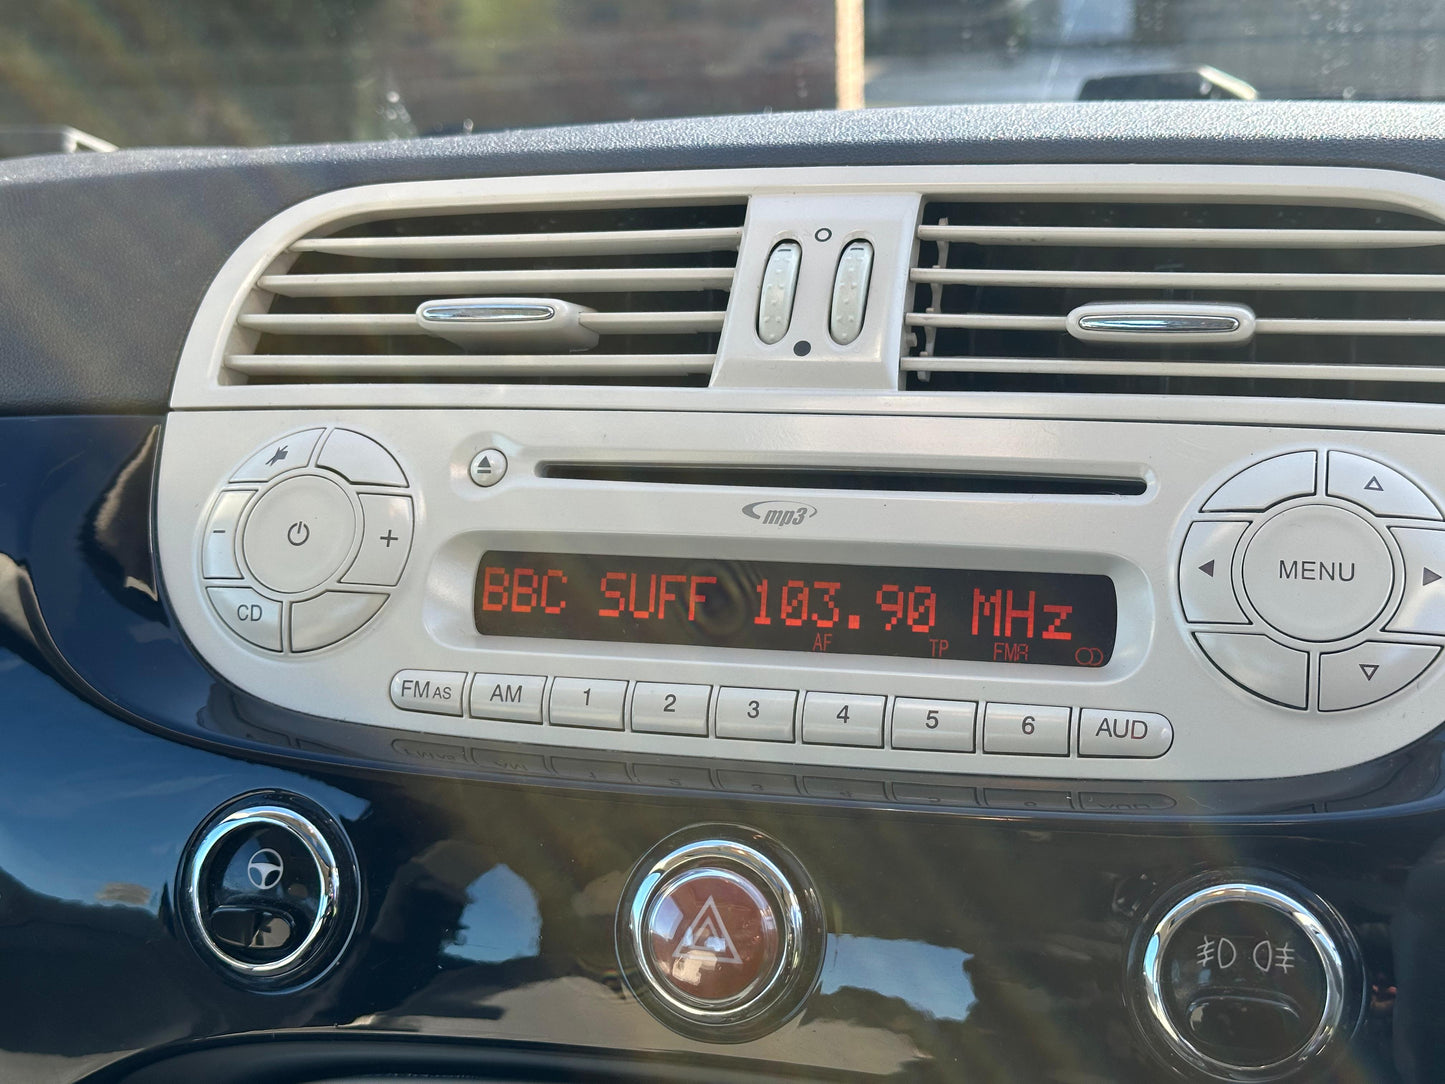 mp3
CD
MENU
BBC SUFF 103.90 MHz
AF TP FMA
FM AS AM 1 2 3 4 5 6 AUD